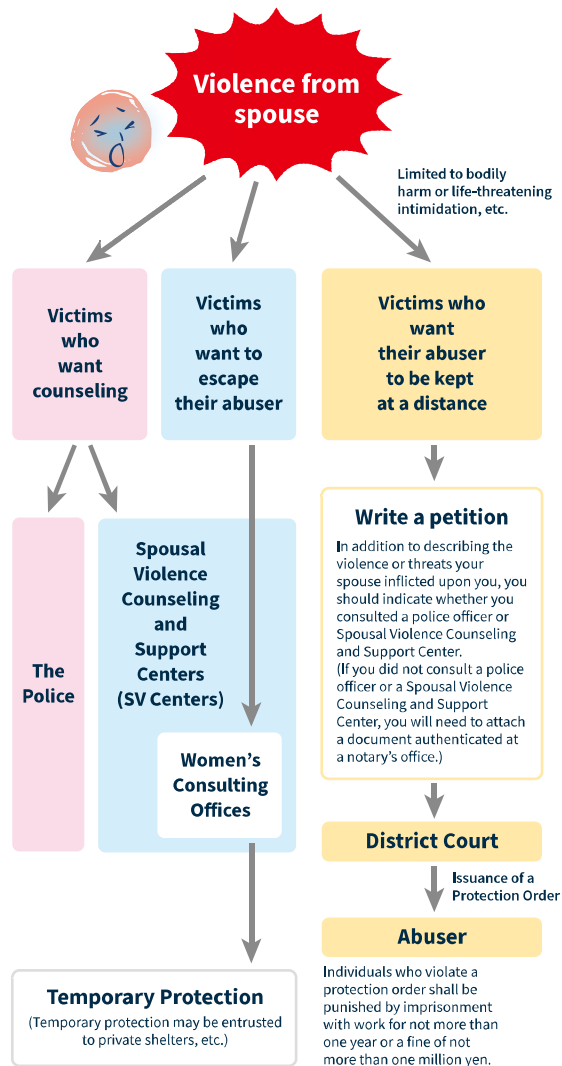 Violence from
spouse
Limited to bodily
harm or life-threatening
intimidation, etc.
Victims
who
want
counseling
Victims
who
want to
escape
their abuser
Victims who
want
their abuser
to be kept
at a distance
The
Police
Spousal
Violence
Counseling
and
Support
Centers
(SV Centers)
Women's
Consulting
Offices
Temporary Protection
(Temporary protection may be entrusted
to private shelters, etc.)
Write a petition
In addition to describing the
violence or threats your
spouse inflicted upon you, you
should indicate whether you
consulted a police officer or
Spousal Violence Counseling
and Support Center.
(If you did not consult a police
officer or a Spousal Violence
Counseling and Support
Center, you will need to attach
a document authenticated at
a notary's office.)
District Court
Issuance of a
Protection Order
Abuser
Individuals who violate a
protection order shall be
punished by imprisonment
with work for not more than
one year or a fine of not
more than one million yen.